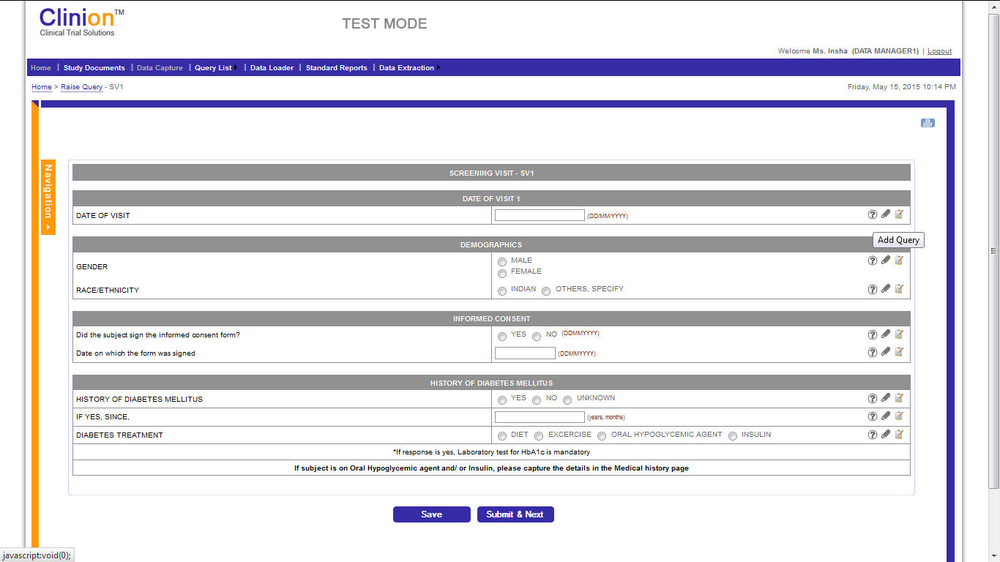 Clinion™
Clinical Trial Solutions
TEST MODE
Welcome Ms. Insha (DATA MANAGER1) | Logout
Home | Study Documents | Data Capture | Query List | Data Loader | Standard Reports | Data Extraction
Home > Raise Query - SV1
Friday, May 15, 2015 10:14 PM
Navigation
SCREENING VISIT - SV1
DATE OF VISIT 1
DATE OF VISIT (DD/MM/YYYY)
Add Query
DEMOGRAPHICS
GENDER
MALE
FEMALE
RACE/ETHNICITY INDIAN OTHERS, SPECIFY
INFORMED CONSENT
Did the subject sign the informed consent form? YES NO (DDMMYYYY)
Date on which the form was signed (DDMMYYYY)
HISTORY OF DIABETES MELLITUS
HISTORY OF DIABETES MELLITUS YES NO UNKNOWN
IF YES, SINCE, (years, months)
DIABETES TREATMENT DIET EXCERCISE ORAL HYPOGLYCEMIC AGENT INSULIN
*If response is yes, Laboratory test for HbA1c is mandatory
If subject is on Oral Hypoglycemic agent and/ or Insulin, please capture the details in the Medical history page
Save Submit & Next
javascript:void(0);